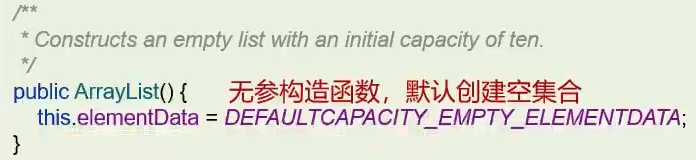 /**
* Constructs an empty list with an initial capacity of ten.
*/
public ArrayList() { 无参构造函数，默认创建空集合
this.elementData = DEFAULTCAPACITY_EMPTY_ELEMENTDATA;
}